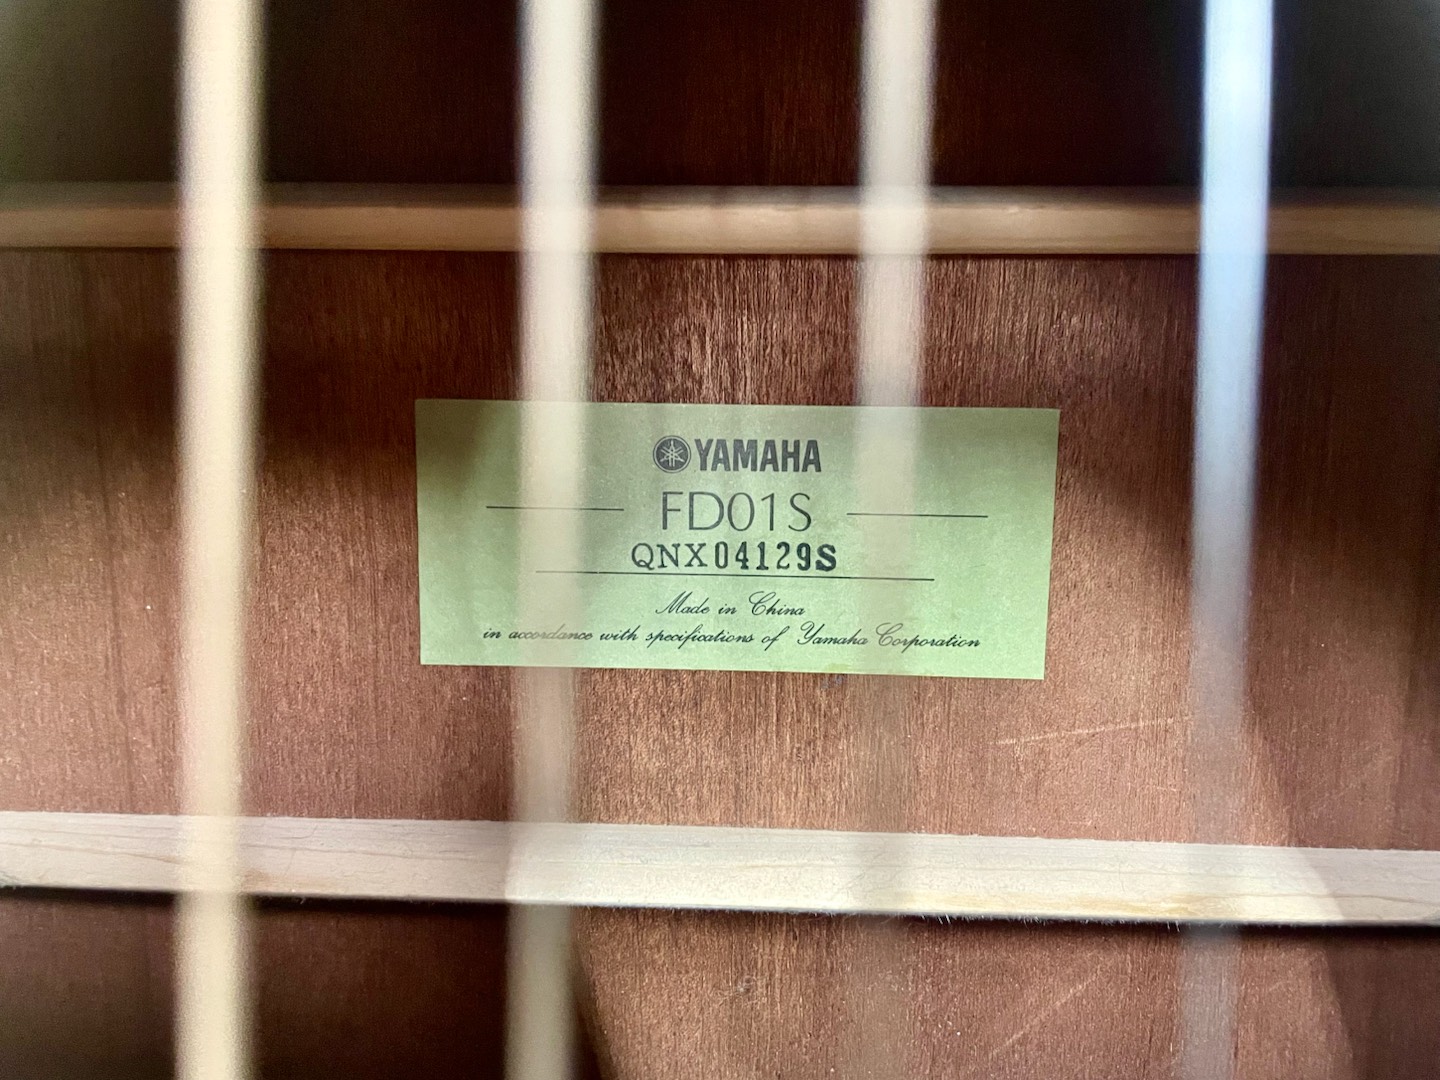 YAMAHA
FD01S
QNX04129S
Made in China
in accordance with specifications of Yamaha Corporation